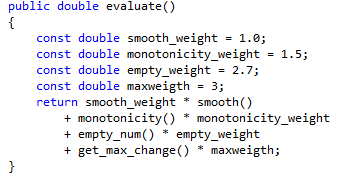 public double evaluate()
{
const double smooth_weight = 1.0;
const double monotonicity_weight = 1.5;
const double empty_weight = 2.7;
const double maxweigth = 3;
return smooth_weight * smooth()
+ monotonicity() * monotonicity_weight
+ empty_num() * empty_weight
+ get_max_change() * maxweigth;
}